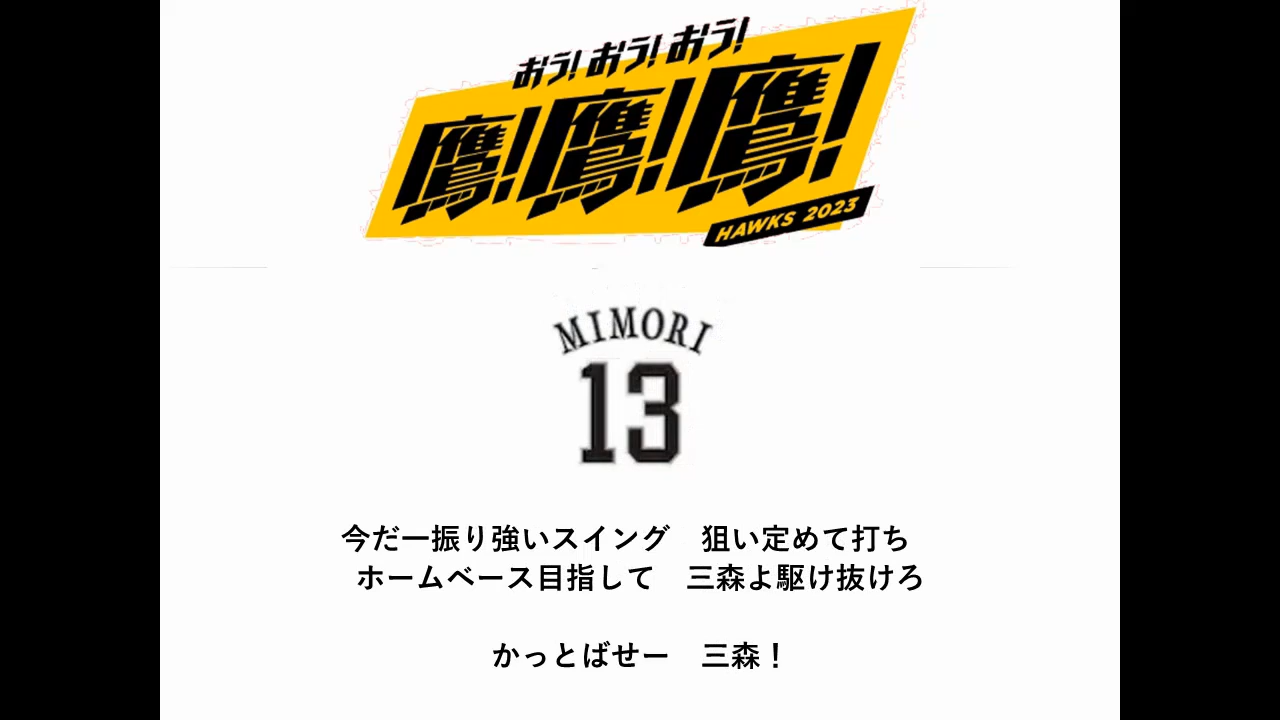 おう!おう!おう!
鷹!鷹!鷹!
HAWKS 2023
MIMORI
13
今だ一振り強いスイング　狙い定めて打ち
ホームベース目指して　三森よ駆け抜けろ
かっとばせー　三森！